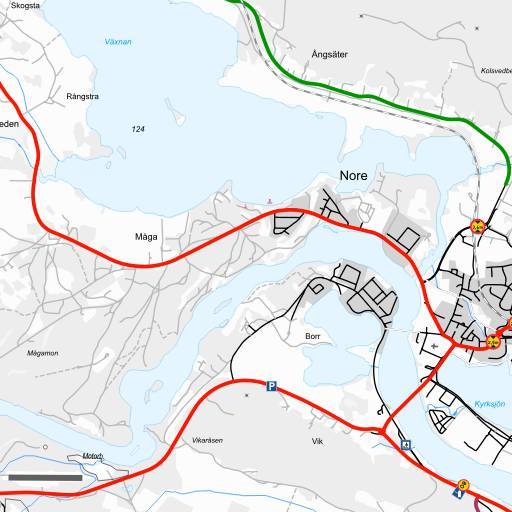 Skogsta
Växnan
Ångsäter
Kolsvedbe
Rångstra
eden
124
Nore
Måga
Borr
Mågamon
Kyrksjön
Vikaråsen
Vik
Motorb.
P